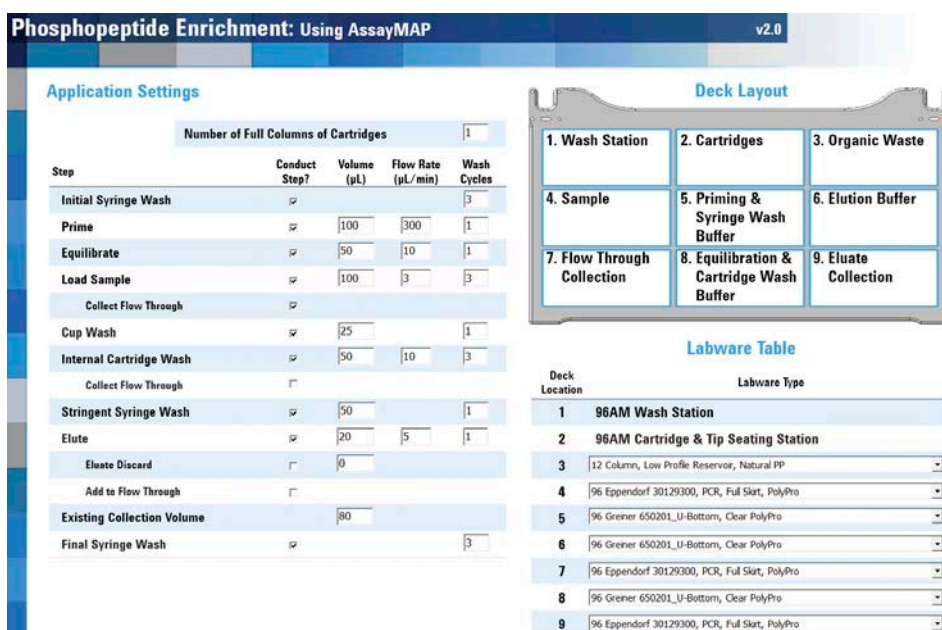 Phosphopeptide Enrichment: Using AssayMAP
v2.0
Application Settings
Number of Full Columns of Cartridges 1
Step Conduct Step? Volume (µL) Flow Rate (µL/min) Wash Cycles
Initial Syringe Wash 3
Prime 100 300 1
Equilibrate 50 10 1
Load Sample 100 3 3
Collect Flow Through
Cup Wash 25 1
Internal Cartridge Wash 50 10 3
Collect Flow Through
Stringent Syringe Wash 50 1
Elute 20 5 1
Eluate Discard 0
Add to Flow Through
Existing Collection Volume 80
Final Syringe Wash 3
Deck Layout
1. Wash Station
2. Cartridges
3. Organic Waste
4. Sample
5. Priming &
Syringe Wash
Buffer
6. Elution Buffer
7. Flow Through
Collection
8. Equilibration &
Cartridge Wash
Buffer
9. Eluate
Collection
Labware Table
Deck Location Labware Type
1 96AM Wash Station
2 96AM Cartridge & Tip Seating Station
3 12 Column, Low Profile Reservoir, Natural PP
4 96 Eppendorf 30129300, PCR, Full Skirt, PolyPro
5 96 Greiner 650201_U-Bottom, Clear PolyPro
6 96 Greiner 650201_U-Bottom, Clear PolyPro
7 96 Eppendorf 30129300, PCR, Full Skirt, PolyPro
8 96 Greiner 650201_U-Bottom, Clear PolyPro
9 96 Eppendorf 30129300, PCR, Full Skirt, PolyPro